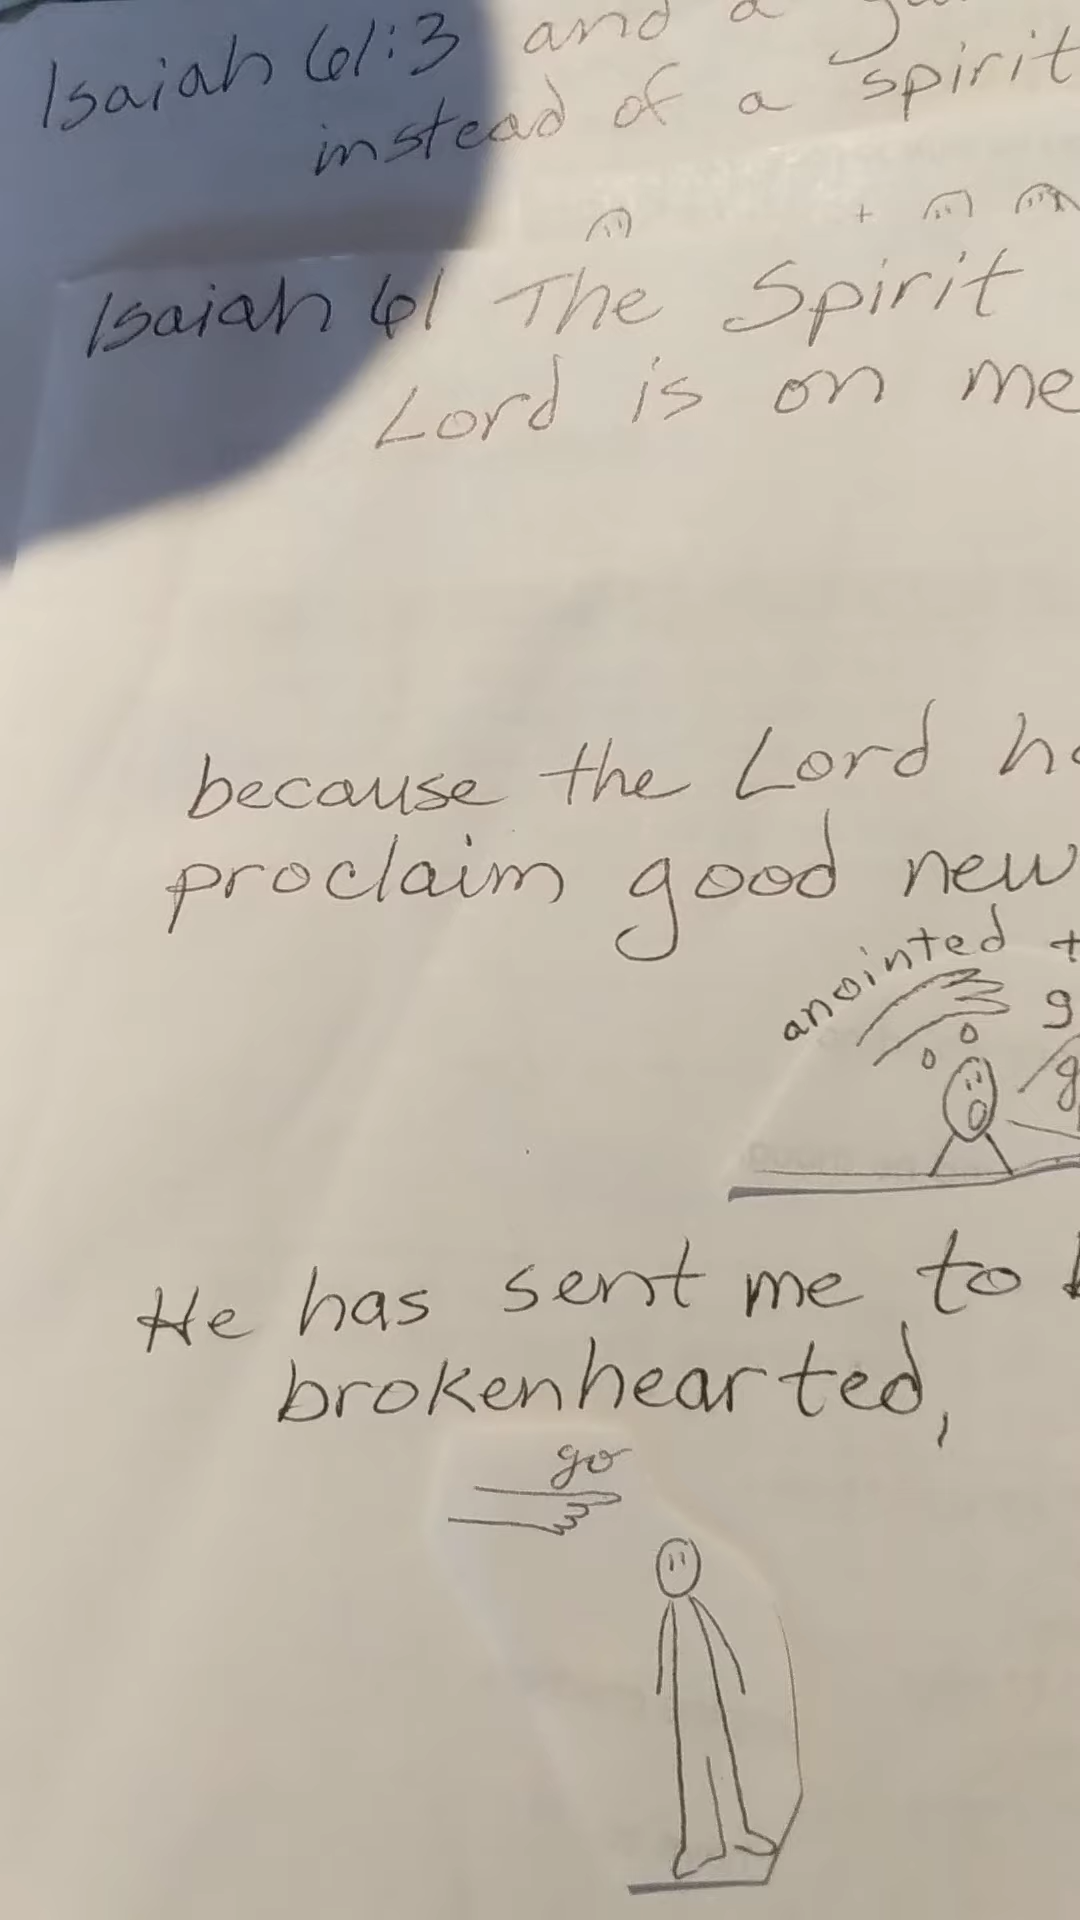 Isaiah 61:3 and a
instead of a spirit
Isaiah 61 The Spirit
Lord is on me
because the Lord
proclaim good new
anointed
He has sent me to
brokenhearted,
go